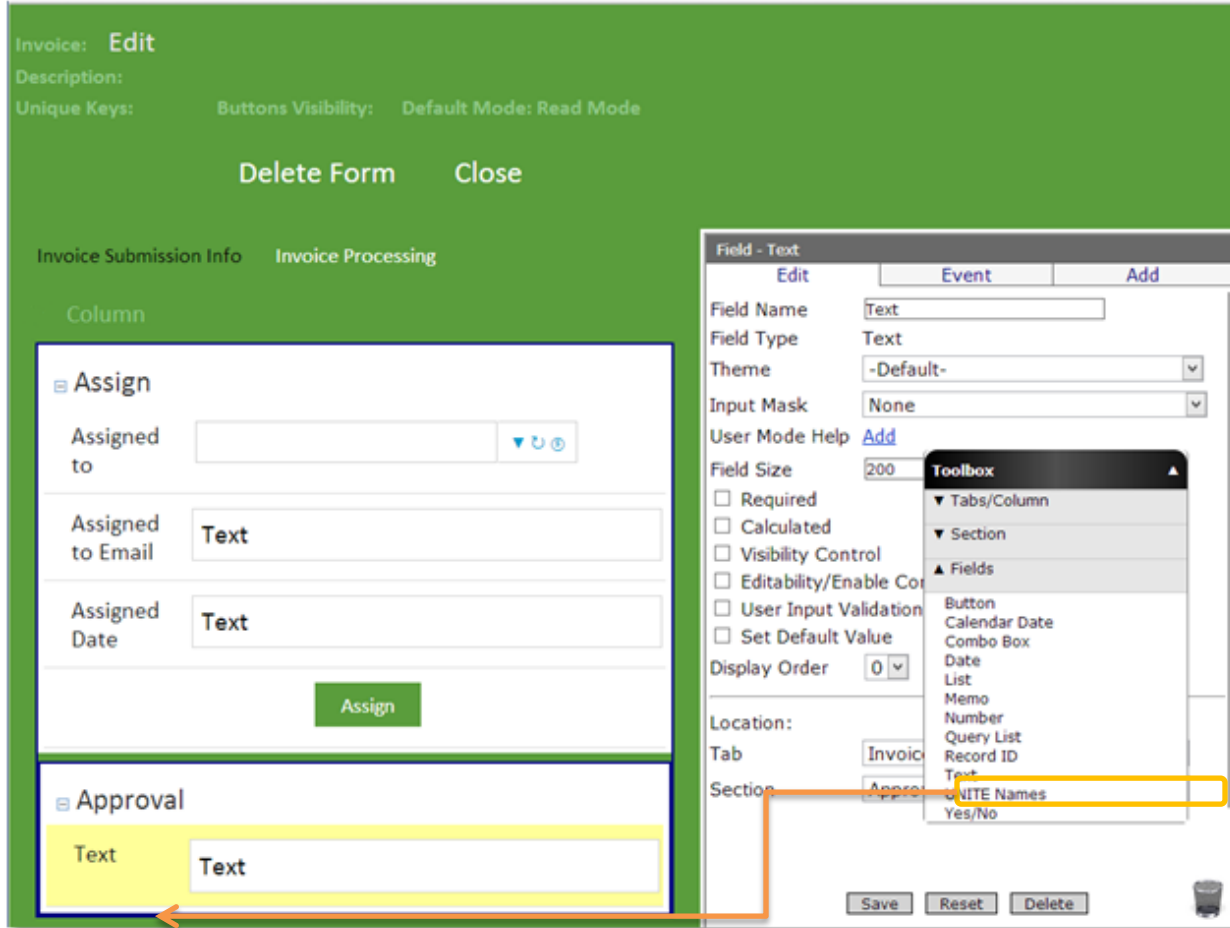 Invoice: Edit
Description:
Unique Keys: Buttons Visibility: Default Mode: Read Mode
Delete Form Close
Invoice Submission Info Invoice Processing
Column
Assign
Assigned
to
Assigned
to Email
Text
Assigned
Date
Text
Assign
Approval
Text
Text
Field - Text
Edit Event Add
Field Name Text
Field Type Text
Theme -Default-
Input Mask None
User Mode Help Add
Field Size 200
Required
Calculated
Visibility Control
Editability/Enable Co
User Input Validation
Set Default Value
Display Order 0
Location:
Tab Invoic
Section Appro
Save Reset Delete
Toolbox
Tabs/Column
Section
Fields
Button
Calendar Date
Combo Box
Date
List
Memo
Number
Query List
Record ID
Text
UNITE Names
Yes/No